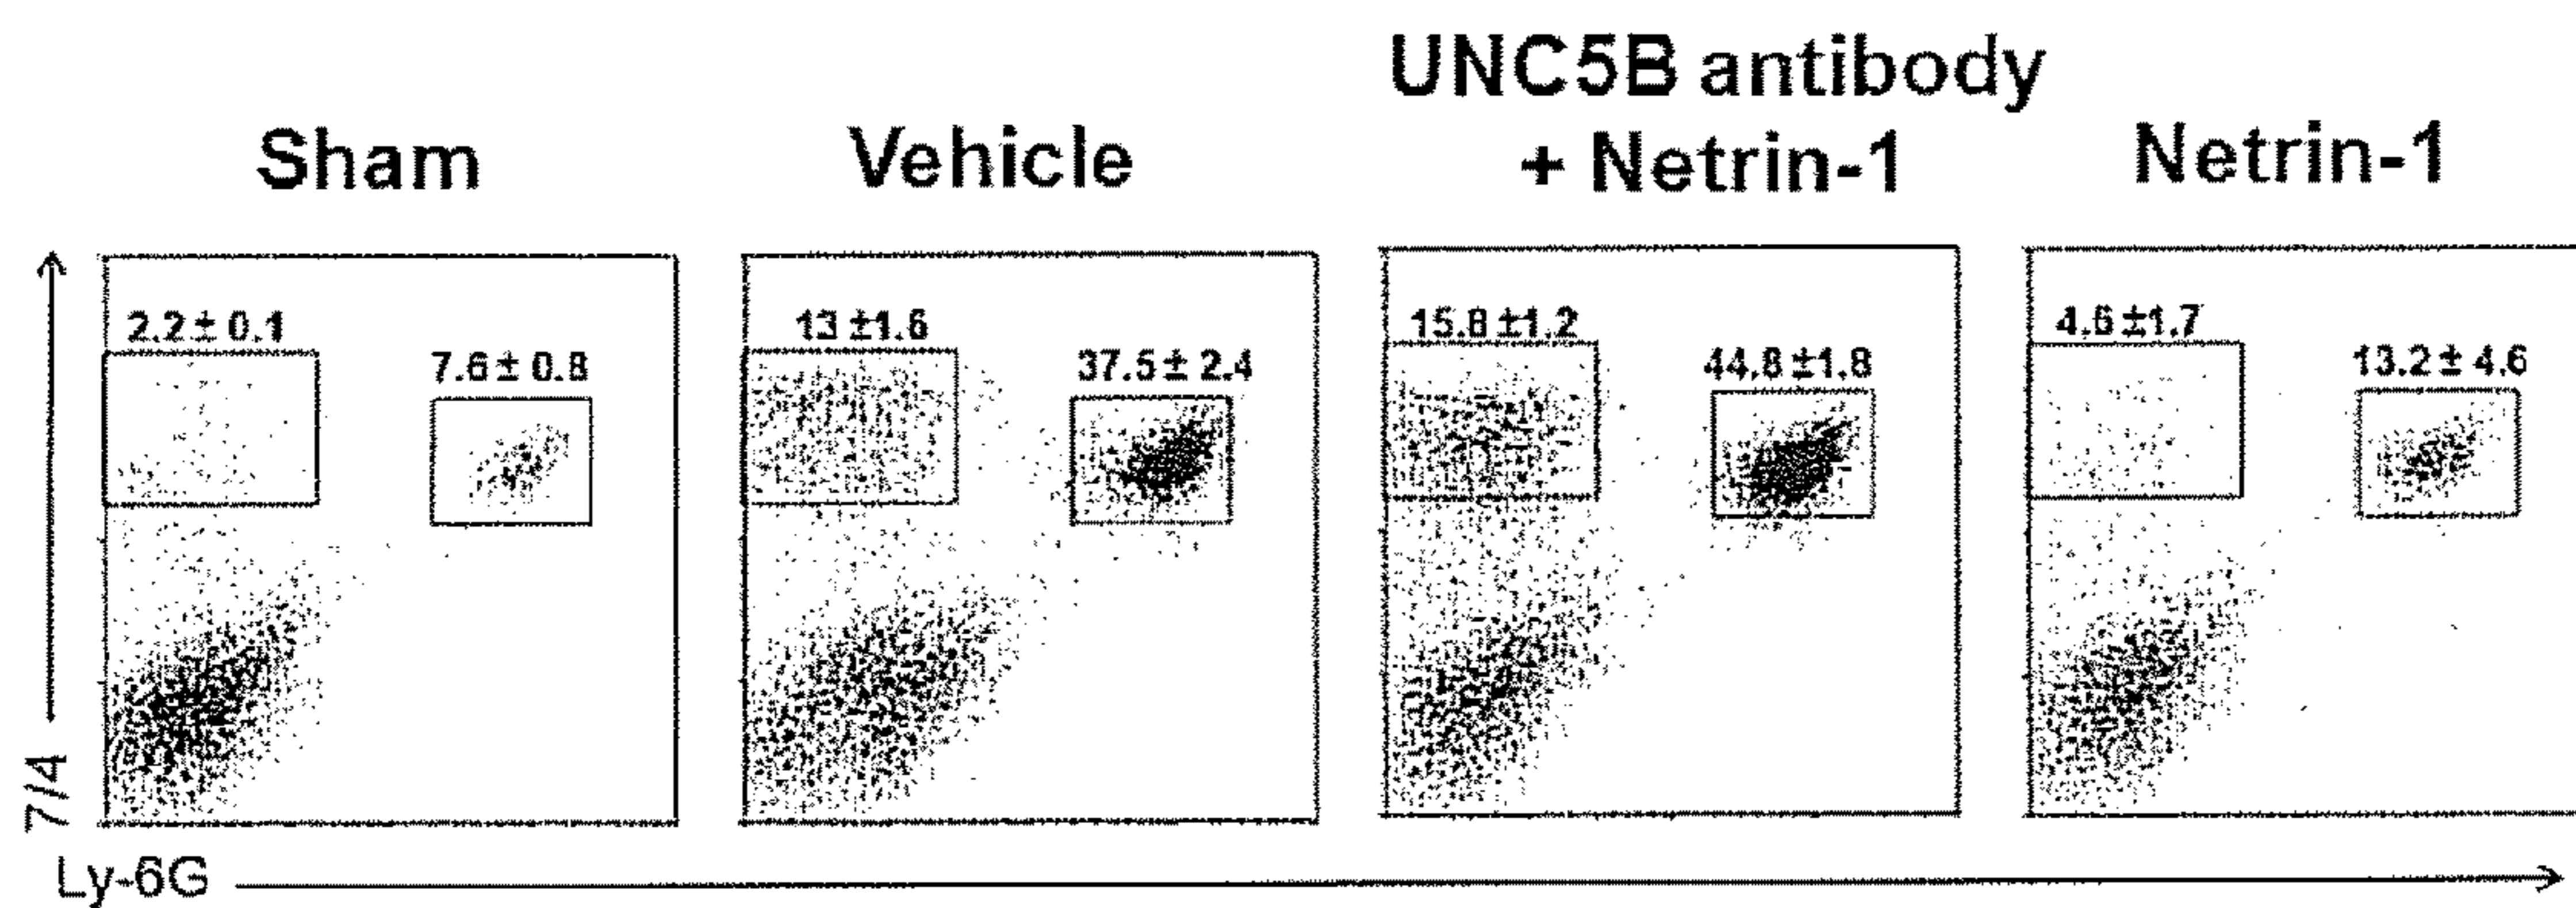 UNC5B antibody
Sham Vehicle + Netrin-1 Netrin-1
2.2 ± 0.1 13 ±1.6 15.8 ±1.2 4.6 ±1.7
7.6 ± 0.8 37.5 ± 2.4 44.8 ±1.8 13.2 ± 4.6
7/4
Ly-6G